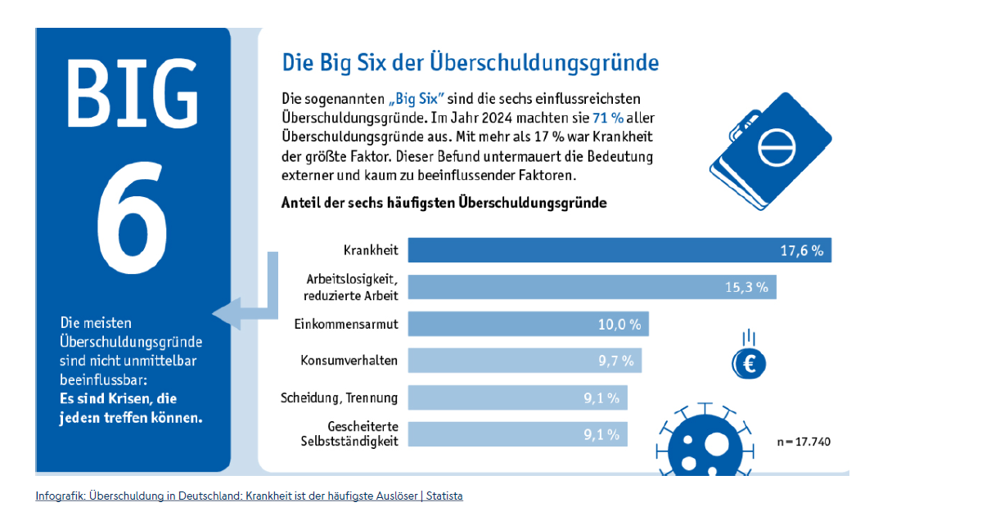 BIG
6
Die meisten
Überschuldungsgründe
sind nicht unmittelbar
beeinflussbar:
Es sind Krisen, die
jede:n treffen können.
Die Big Six der Überschuldungsgründe
Die sogenannten „Big Six” sind die sechs einflussreichsten
Überschuldungsgründe. Im Jahr 2024 machten sie 71 % aller
Überschuldungsgründe aus. Mit mehr als 17 % war Krankheit
der größte Faktor. Dieser Befund untermauert die Bedeutung
externer und kaum zu beeinflussender Faktoren.
Anteil der sechs häufigsten Überschuldungsgründe
Krankheit 17,6 %
Arbeitslosigkeit,
reduzierte Arbeit 15,3 %
Einkommensarmut 10,0 %
Konsumverhalten 9,7 %
€
Scheidung, Trennung 9,1 %
Gescheiterte
Selbstständigkeit 9,1 %
n = 17.740
Infografik: Überschuldung in Deutschland: Krankheit ist der häufigste Auslöser | Statista